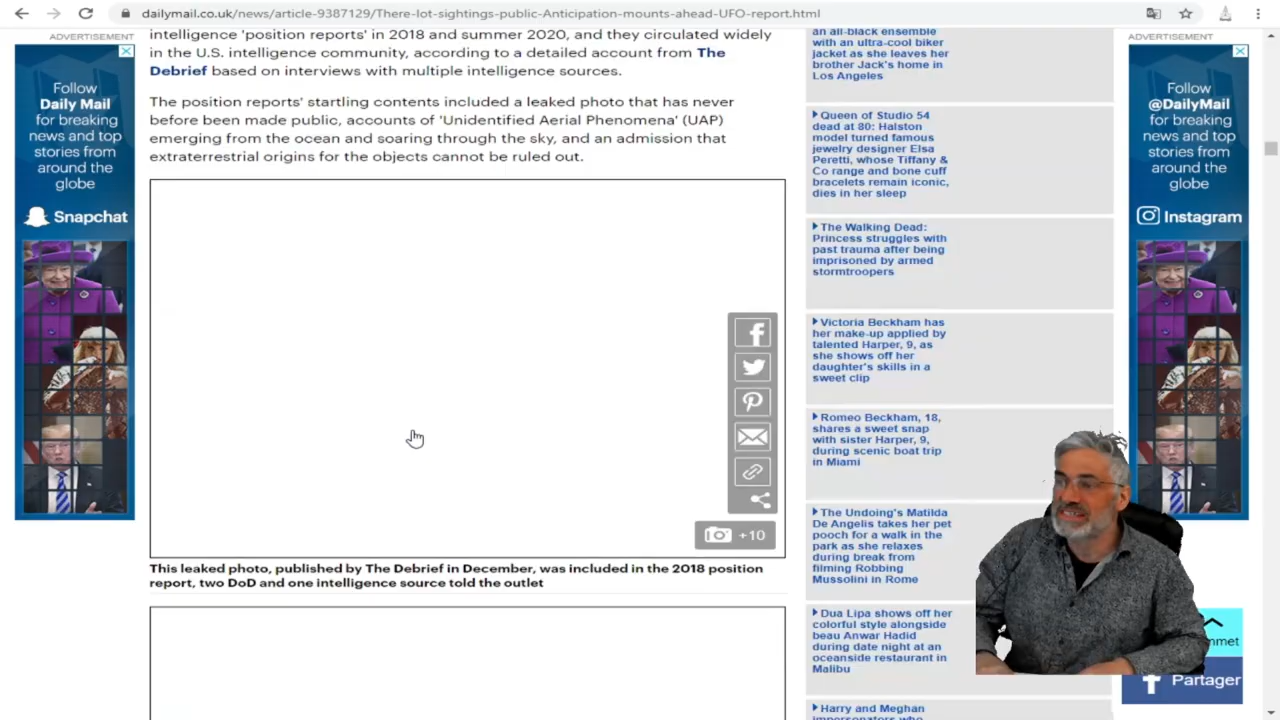 dailymail.co.uk/news/article-9387129/There-lot-sightings-public-Anticipation-mounts-ahead-UFO-report.html
ADVERTISEMENT
Follow
Daily Mail
for breaking
news and top
stories from
around the
globe
Snapchat
intelligence 'position reports' in 2018 and summer 2020, and they circulated widely
in the U.S. intelligence community, according to a detailed account from The
Debrief based on interviews with multiple intelligence sources.
The position reports' startling contents included a leaked photo that has never
before been made public, accounts of 'Unidentified Aerial Phenomena' (UAP)
emerging from the ocean and soaring through the sky, and an admission that
extraterrestrial origins for the objects cannot be ruled out.
+10
This leaked photo, published by The Debrief in December, was included in the 2018 position
report, two DoD and one intelligence source told the outlet
an all-black ensemble
with an ultra-cool biker
jacket as she leaves her
brother Jack's home in
Los Angeles
Queen of Studio 54
dead at 80: Halston
model turned famous
jewelry designer Elsa
Peretti, whose Tiffany &
Co range and bone cuff
bracelets remain iconic,
dies in her sleep
The Walking Dead:
Princess struggles with
past trauma after being
imprisoned by armed
stormtroopers
Victoria Beckham has
her make-up applied by
talented Harper, 9, as
she shows off her
daughter's skills in a
sweet clip
Romeo Beckham, 18,
shares a sweet snap
with sister Harper, 9,
during scenic boat trip
in Miami
The Undoing's Matilda
De Angelis takes her pet
pooch for a walk in the
park as she relaxes
during break from
filming Robbing
Mussolini in Rome
Dua Lipa shows off her
colorful style alongside
beau Anwar Hadid
during date night at an
oceanside restaurant in
Malibu
Harry and Meghan
impersonators who
ADVERTISEMENT
Follow
@DailyMail
for breaking
news and top
stories from
around the
globe
Instagram
Partager